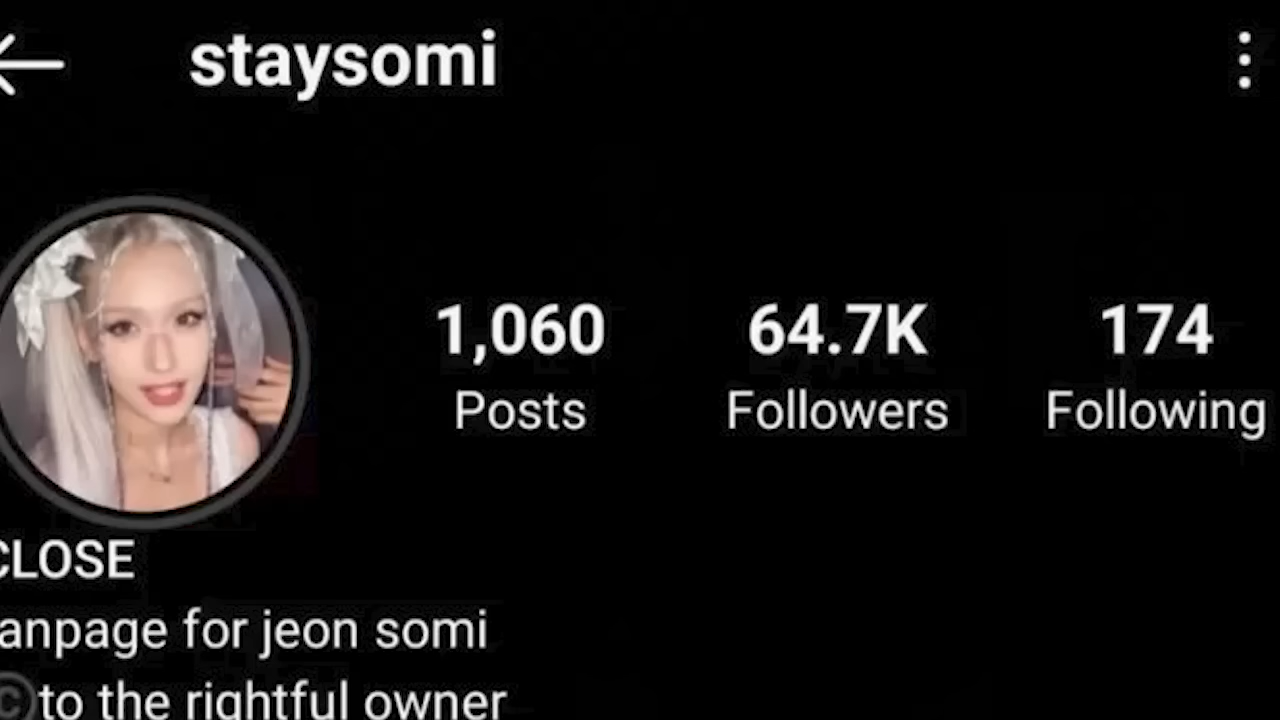 staysomi
1,060 64.7K 174
Posts Followers Following
CLOSE
anpage for jeon somi
©to the rightful owner